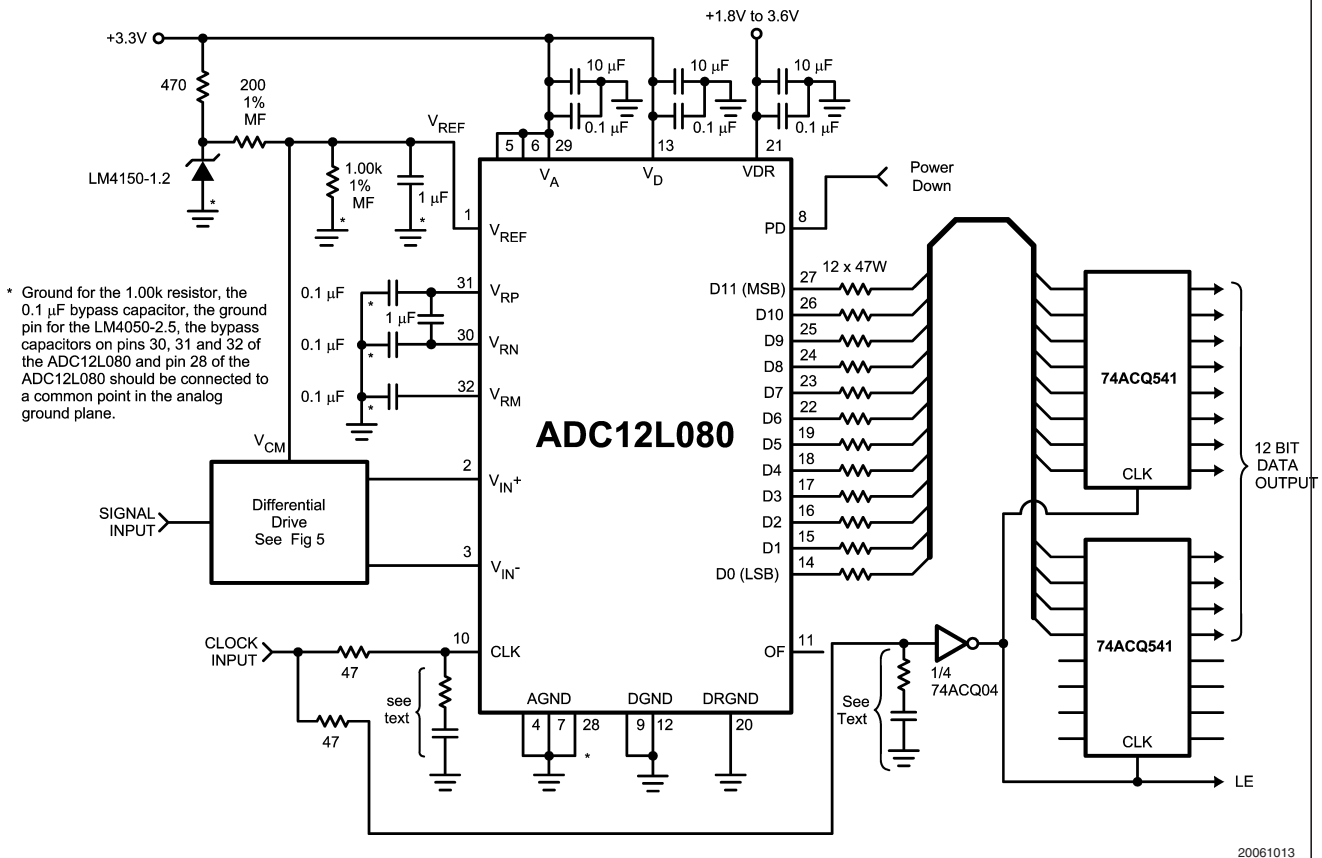 +1.8V to 3.6V
+3.3V
470
200
1%
MF
10 µF
10 µF
10 µF
0.1 µF
0.1 µF
0.1 µF
V_REF
5 6 29
13
21
V_A
V_D
VDR
LM4150-1.2
*
1.00k
1%
MF
*
1 µF
*
Power
Down
1
V_REF
8
PD
* Ground for the 1.00k resistor, the
0.1 µF bypass capacitor, the ground
pin for the LM4050-2.5, the bypass
capacitors on pins 30, 31 and 32 of
the ADC12L080 and pin 28 of the
ADC12L080 should be connected to
a common point in the analog
ground plane.
0.1 µF
*
31
V_RP
1 µF
0.1 µF
*
30
V_RN
0.1 µF
*
32
V_RM
ADC12L080
12 x 47W
D11 (MSB) 27
D10 26
D9 25
D8 24
D7 23
D6 22
D5 19
D4 18
D3 17
D2 16
D1 15
D0 (LSB) 14
74ACQ541
CLK
12 BIT
DATA
OUTPUT
V_CM
SIGNAL
INPUT
Differential
Drive
See Fig 5
2
V_IN+
3
V_IN-
CLOCK
INPUT
47
47
10
CLK
see
text
AGND
4 7 28
*
DGND
9 12
DRGND
20
OF
11
See
Text
1/4
74ACQ04
74ACQ541
CLK
LE
20061013